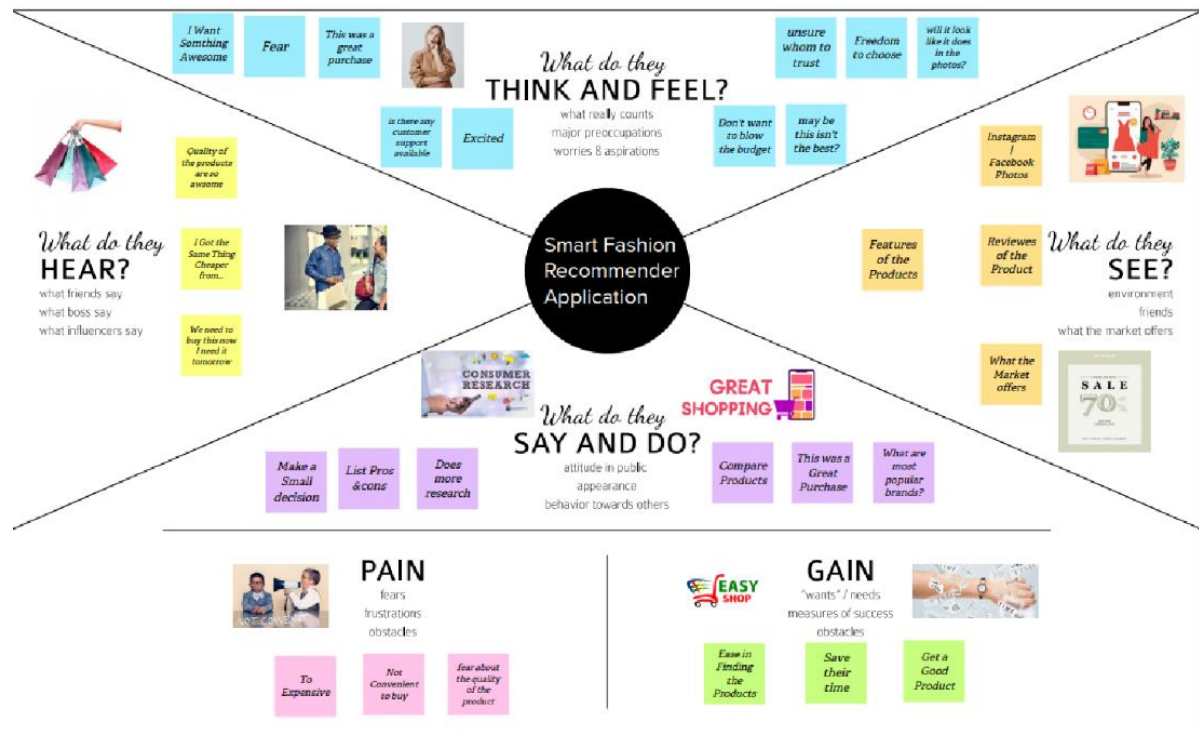 I Want
Somthing
Awesome
Fear
This was a
great
purchase
What do they
THINK AND FEEL?
what really counts
major preoccupations
worries & aspirations
unsure
whom to
trust
Freedom
to choose
will it look
like it does
in the
photos?
is there any
customer
support
available
Excited
Don't want
to blow
the budget
may be
this isn't
the best?
Quality of
the products
are so
awsome
What do they
HEAR?
what friends say
what boss say
what influencers say
I Got the
Same Thing
Cheaper
from...
We need to
buy this now
I need it
tomorrow
Smart Fashion
Recommender
Application
Instagram
/
Facebook
Photos
Features
of the
Products
Reviewes
of the
Product
What do they
SEE?
environment
friends
what the market offers
What the
Market
offers
SALE
70
CONSUMER
RESEARCH
GREAT
SHOPPING
What do they
SAY AND DO?
attitude in public
appearance
behavior towards others
Make a
Small
decision
List Pros
&cons
Does
more
research
Compare
Products
This was a
Great
Purchase
What are
most
popular
brands?
PAIN
fears
frustrations
obstacles
To
Expensive
Not
Convenient
to buy
fear about
the quality
of the
product
EASY
SHOP
GAIN
"wants" / needs
measures of success
obstacles
Ease in
Finding
the
Products
Save
their
time
Get a
Good
Product